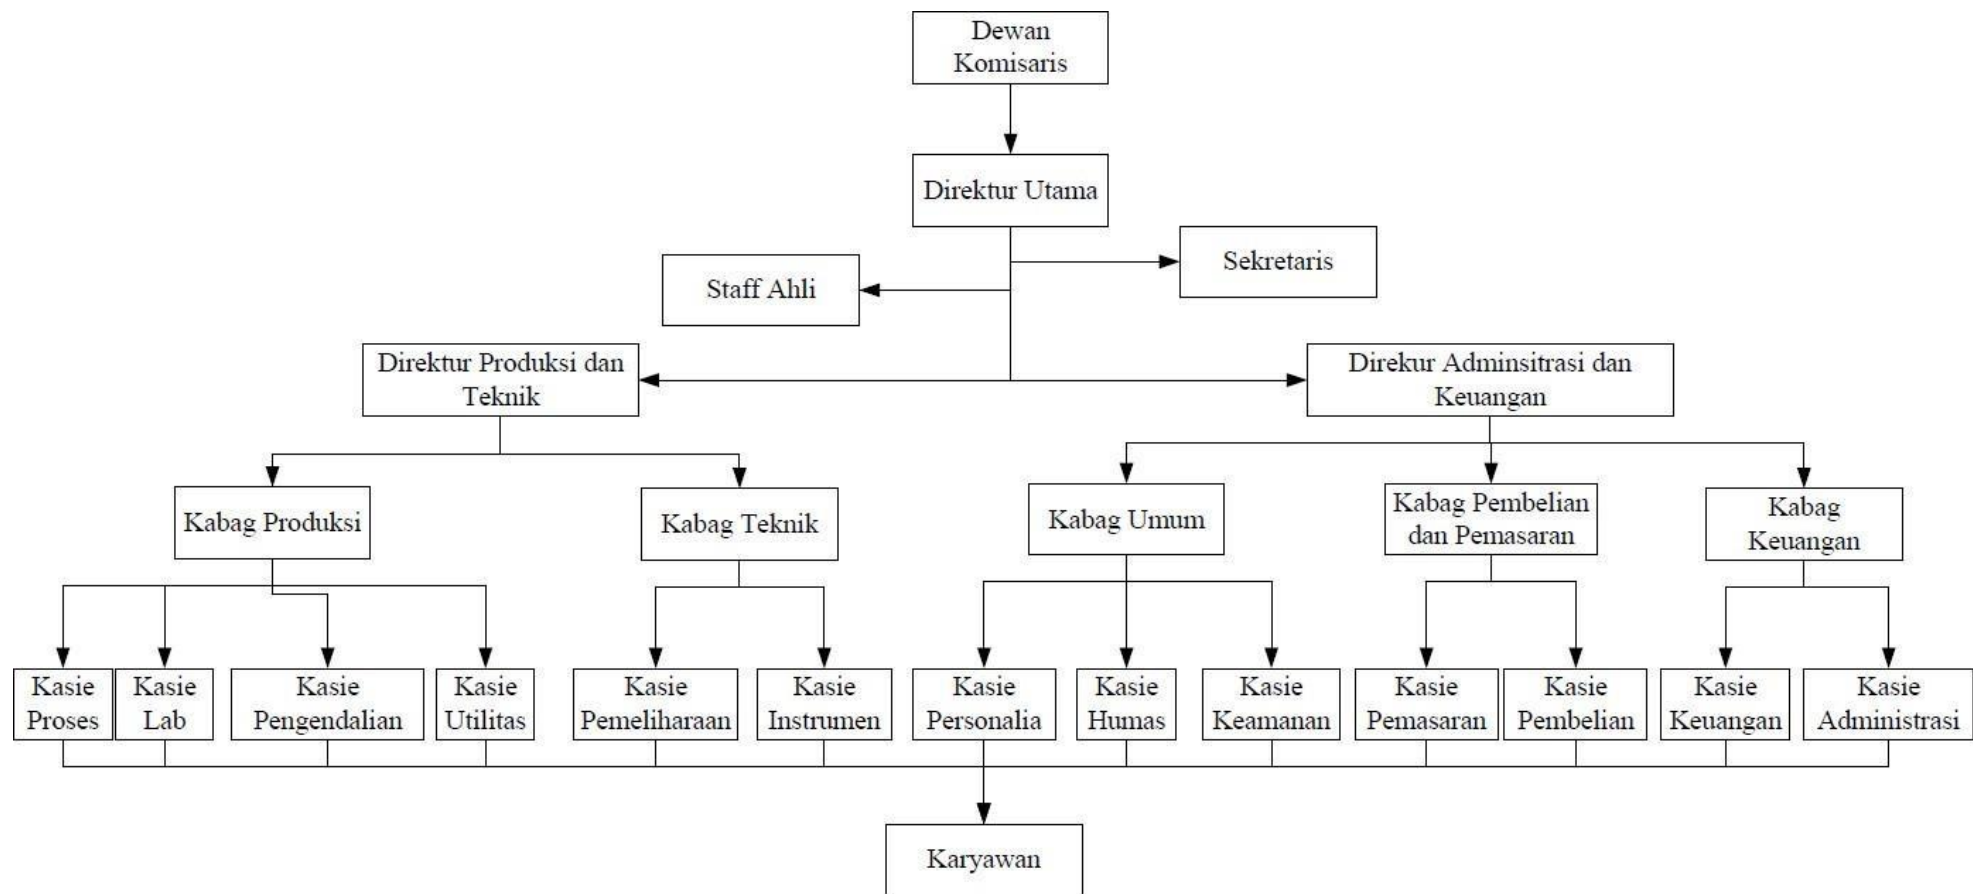 Dewan
Komisaris
Direktur Utama
Sekretaris
Staff Ahli
Direktur Produksi dan
Teknik
Direkur Adminsitrasi dan
Keuangan
Kabag Produksi
Kabag Teknik
Kabag Umum
Kabag Pembelian
dan Pemasaran
Kabag
Keuangan
Kasie
Proses
Kasie
Lab
Kasie
Pengendalian
Kasie
Utilitas
Kasie
Pemeliharaan
Kasie
Instrumen
Kasie
Personalia
Kasie
Humas
Kasie
Keamanan
Kasie
Pemasaran
Kasie
Pembelian
Kasie
Keuangan
Kasie
Administrasi
Karyawan